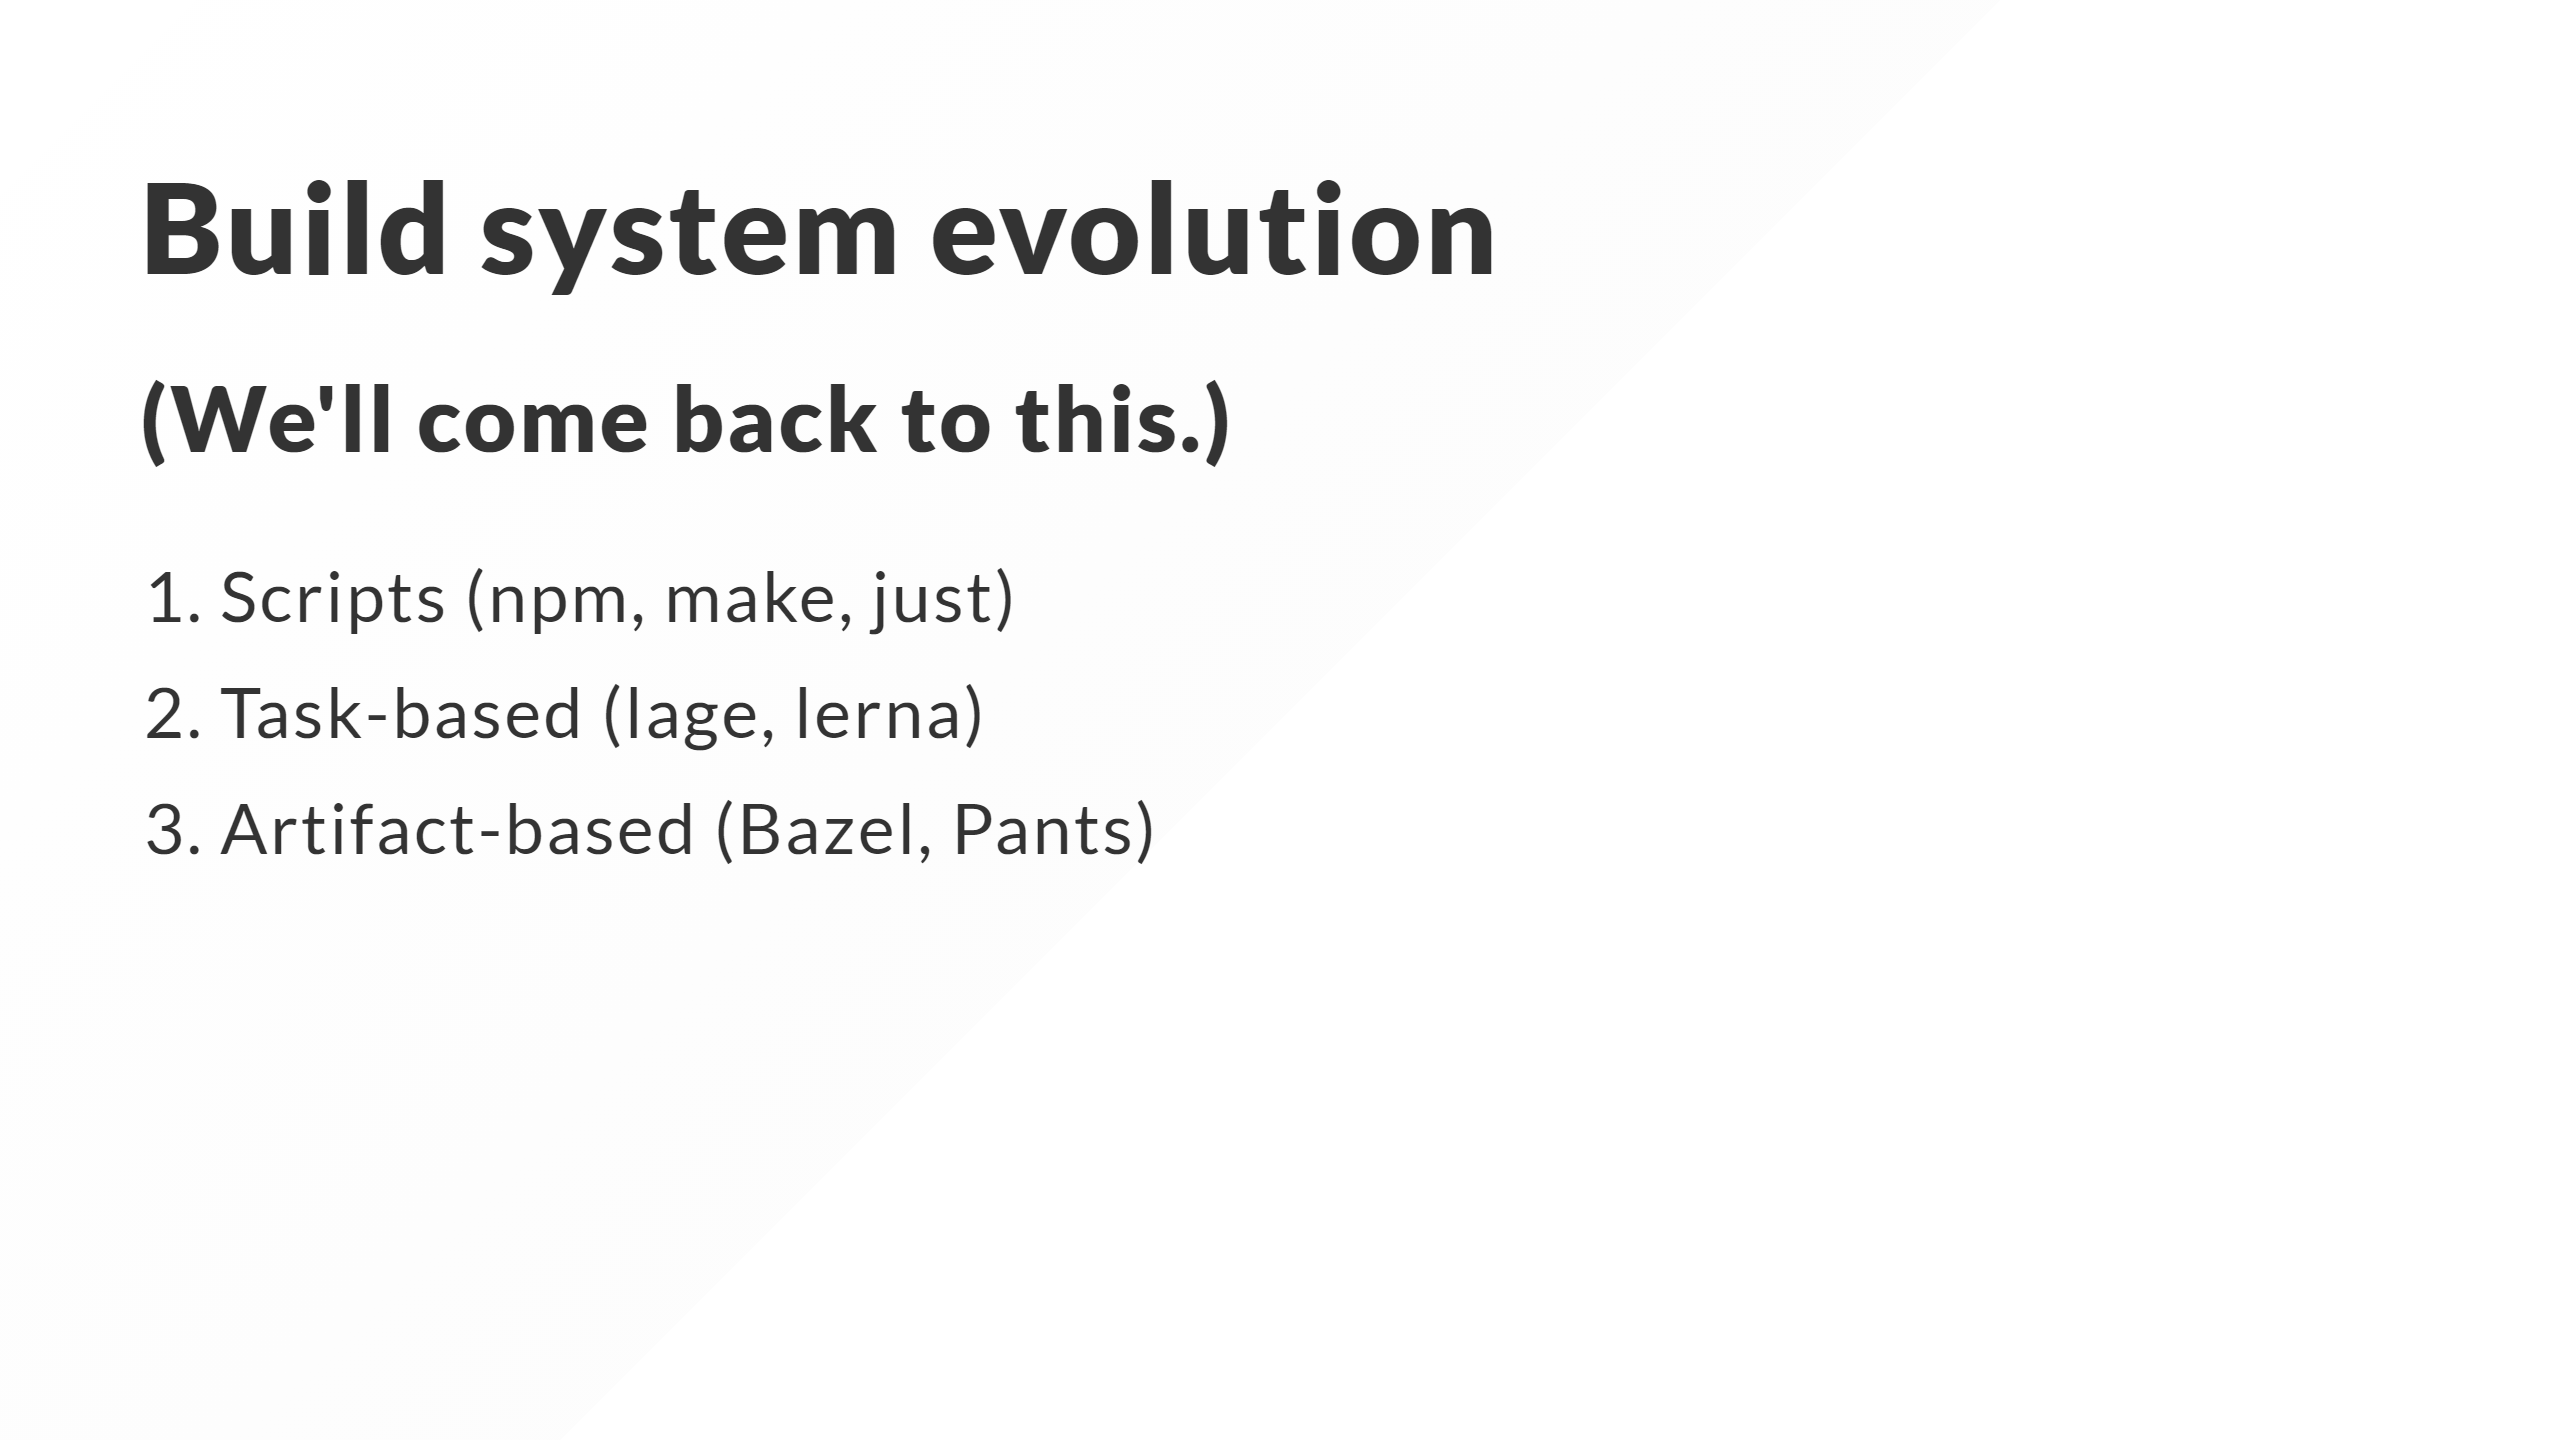 Build system evolution
(We'll come back to this.)
1. Scripts (npm, make, just)
2. Task-based (lage, lerna)
3. Artifact-based (Bazel, Pants)